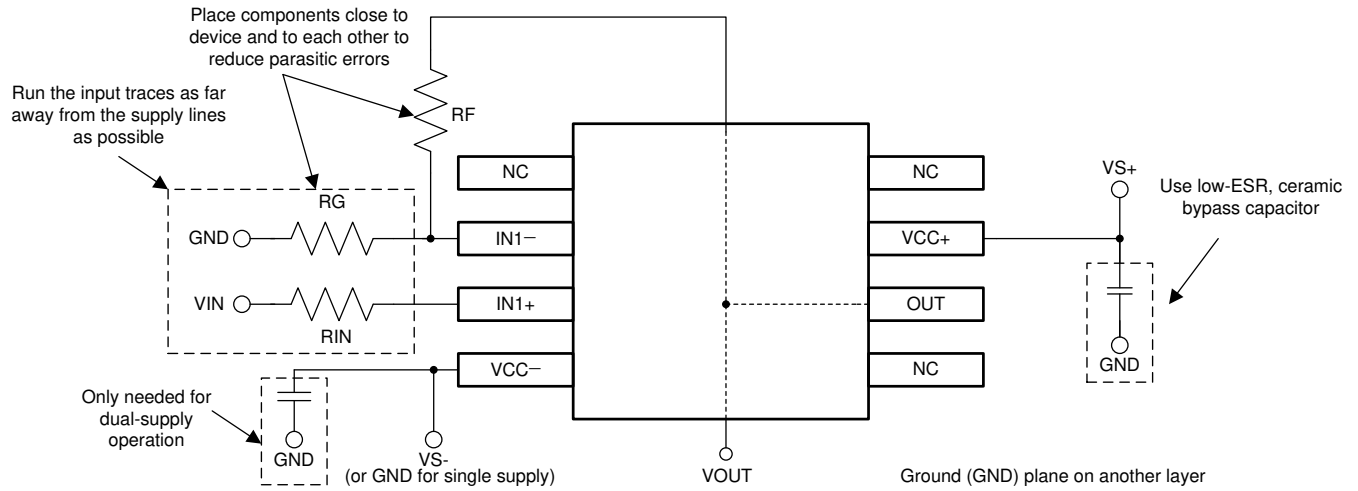 Place components close to
device and to each other to
reduce parasitic errors
Run the input traces as far
away from the supply lines
as possible
RF
NC
NC
VS+
Use low-ESR, ceramic
bypass capacitor
RG
GND
IN1−
VCC+
VIN
IN1+
OUT
RIN
VCC−
NC
GND
Only needed for
dual-supply
operation
GND
VS-
(or GND for single supply)
VOUT
Ground (GND) plane on another layer